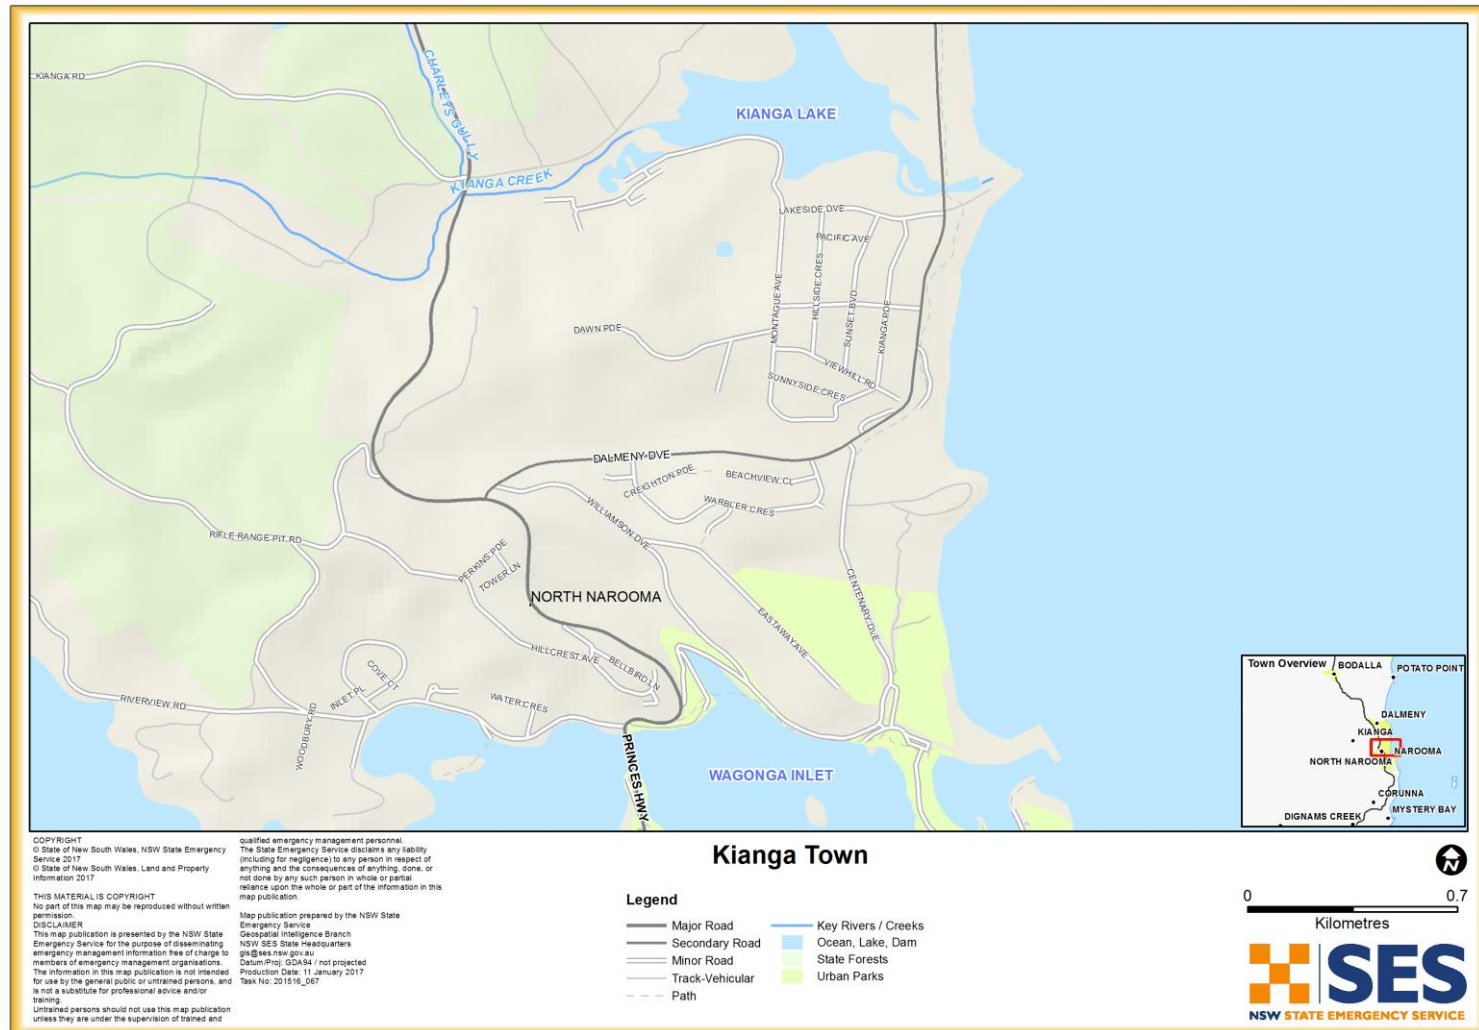 KIANGA RD
CHARLEYS GULLY
KIANGA LAKE
KIANGA CREEK
LAKESIDE DVE
PACIFIC AVE
MONTAGUE AVE
HILLSIDE CRES
SUNSET BVD
KIANGA PDE
DAWN PDE
VIEWHILL RD
SUNNYSIDE CRES
DALMENY DVE
CREIGHTON PDE
BEACHVIEW CL
WARBLER CRES
WILLIAMSON DVE
RIFLE RANGE PIT RD
PERKINS PDE
TOWER LN
NORTH NAROOMA
CENTENARY DVE
EASTAWAY AVE
HILLCREST AVE
BELLBIRD LN
COVE CT
INLET PL
RIVERVIEW RD
WATER CRES
WOODBURY RD
PRINCES HWY
WAGONGA INLET
Town Overview
BODALLA
POTATO POINT
DALMENY
KIANGA
NAROOMA
NORTH NAROOMA
CORUNNA
MYSTERY BAY
DIGNAMS CREEK
COPYRIGHT
© State of New South Wales, NSW State Emergency
Service 2017
© State of New South Wales, Land and Property
Information 2017
THIS MATERIAL IS COPYRIGHT
No part of this map may be reproduced without written
permission.
DISCLAIMER
This map publication is presented by the NSW State
Emergency Service for the purpose of disseminating
emergency management information free of charge to
members of emergency management organisations.
The information in this map publication is not intended
for use by the general public or untrained persons, and
is not a substitute for professional advice and/or
training.
Untrained persons should not use this map publication
unless they are under the supervision of trained and
qualified emergency management personnel.
The State Emergency Service disclaims any liability
(including for negligence) to any person in respect of
anything and the consequences of anything, done, or
not done by any such person in whole or partial
reliance upon the whole or part of the information in this
map publication.
Map publication prepared by the NSW State
Emergency Service
Geospatial Intelligence Branch
NSW SES State Headquarters
gis@ses.nsw.gov.au
Datum/Proj: GDA94 / not projected
Production Date: 11 January 2017
Task No: 201516_067
Kianga Town
Legend
Major Road
Secondary Road
Minor Road
Track-Vehicular
Path
Key Rivers / Creeks
Ocean, Lake, Dam
State Forests
Urban Parks
N
0 0.7
Kilometres
SES
NSW STATE EMERGENCY SERVICE